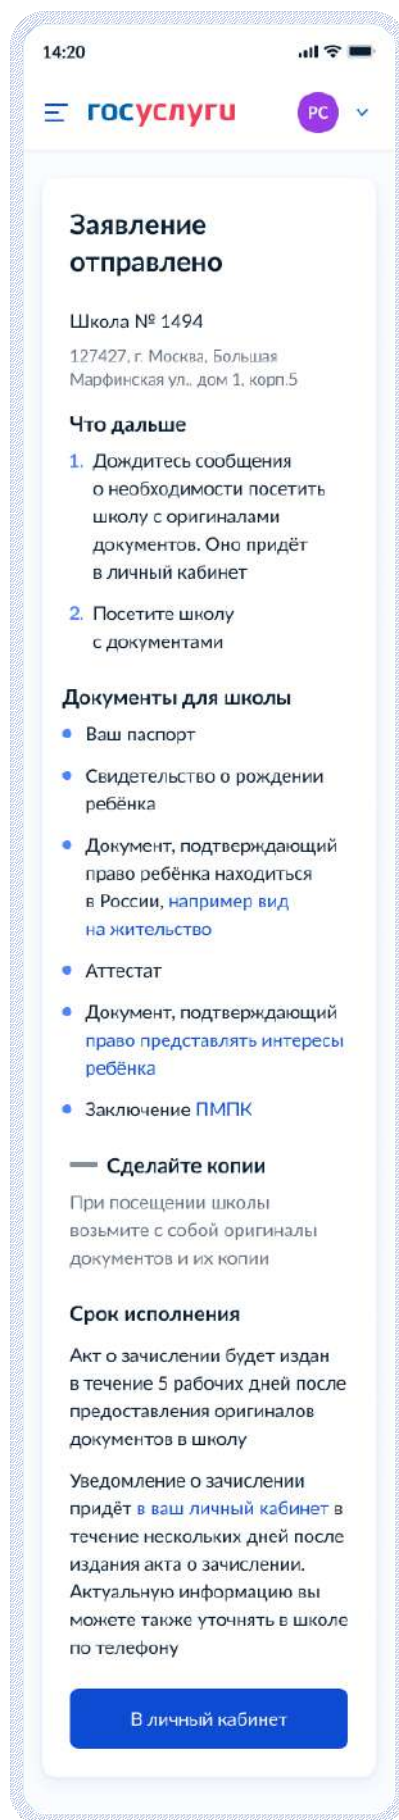 14:20
госуслуги
РС
Заявление
отправлено
Школа № 1494
127427, г. Москва, Большая
Марфинская ул., дом 1, корп.5
Что дальше
1. Дождитесь сообщения
о необходимости посетить
школу с оригиналами
документов. Оно придёт
в личный кабинет
2. Посетите школу
с документами
Документы для школы
Ваш паспорт
Свидетельство о рождении
ребёнка
Документ, подтверждающий
право ребёнка находиться
в России, например вид
на жительство
Аттестат
Документ, подтверждающий
право представлять интересы
ребёнка
Заключение ПМПК
— Сделайте копии
При посещении школы
возьмите с собой оригиналы
документов и их копии
Срок исполнения
Акт о зачислении будет издан
в течение 5 рабочих дней после
предоставления оригиналов
документов в школу
Уведомление о зачислении
придёт в ваш личный кабинет в
течение нескольких дней после
издания акта о зачислении.
Актуальную информацию вы
можете также уточнять в школе
по телефону
В личный кабинет